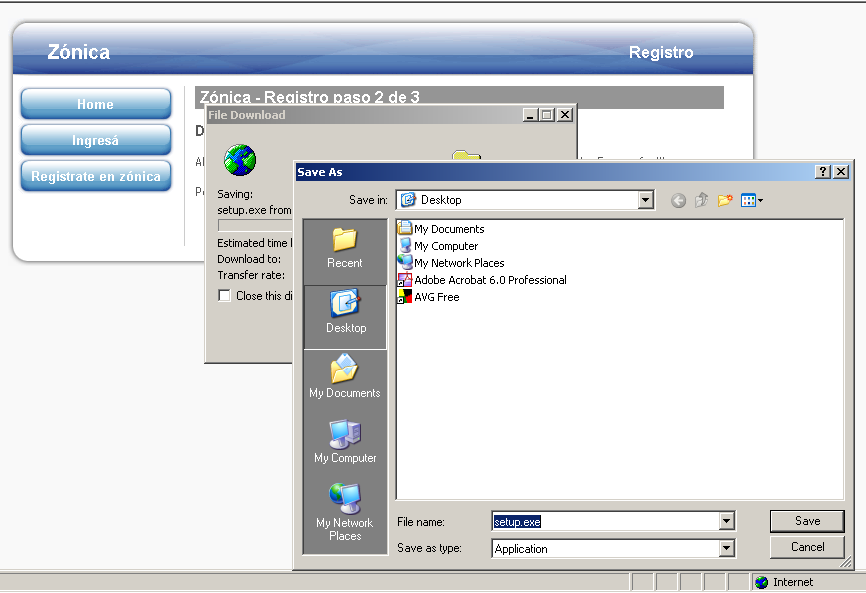 Zónica
Registro
Home
Ingresá
Registrate en zónica
Zónica - Registro paso 2 de 3
File Download
Saving:
setup.exe from
Estimated time l
Download to:
Transfer rate:
Close this di
Save As
Save in:
Desktop
Recent
Desktop
My Documents
My Computer
My Network
Places
My Documents
My Computer
My Network Places
Adobe Acrobat 6.0 Professional
AVG Free
File name:
setup.exe
Save
Save as type:
Application
Cancel
Internet